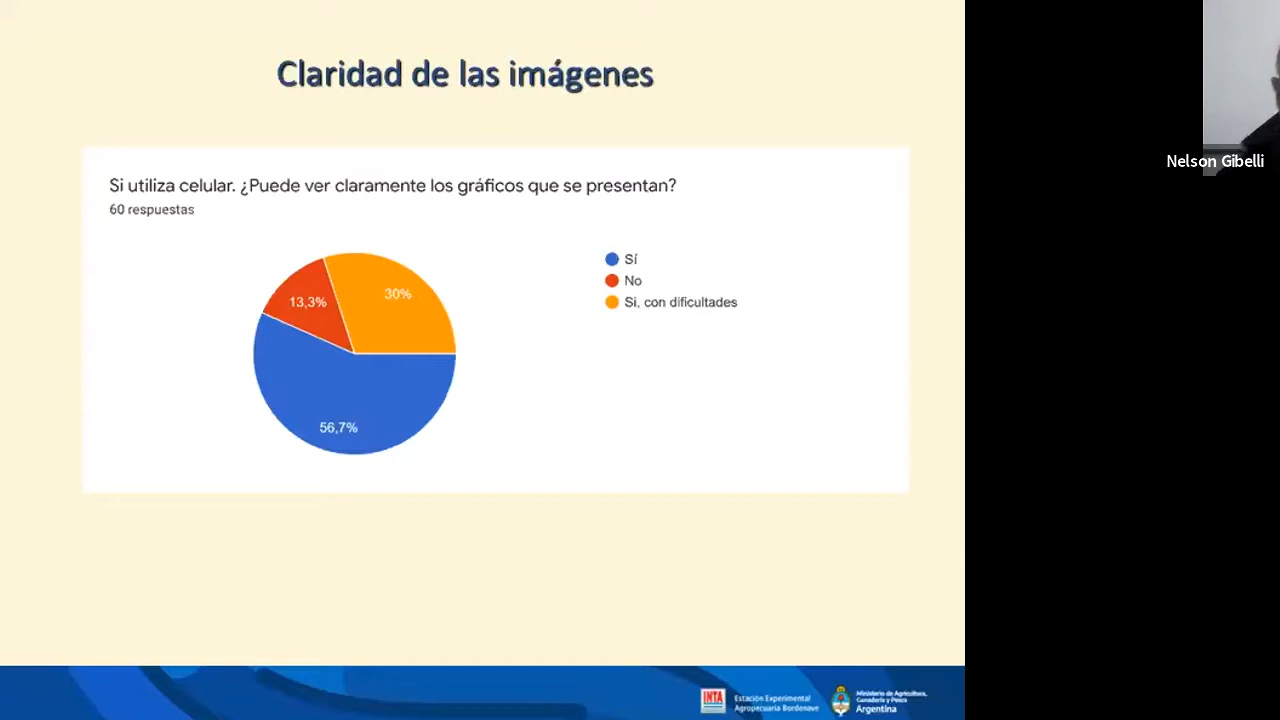 Claridad de las imágenes
Si utiliza celular. ¿Puede ver claramente los gráficos que se presentan?
60 respuestas
Sí
No
Si, con dificultades
30%
13,3%
56,7%
Nelson Gibelli
INTA
Estación Experimental
Agropecuaria Bordenave
Ministerio de Agricultura,
Ganadería y Pesca
Argentina